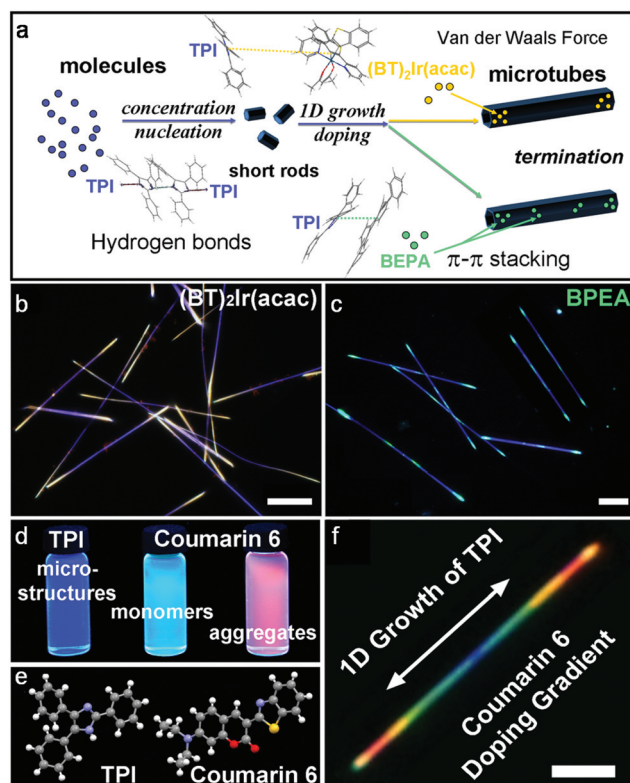 a
TPI
(BT)₂Ir(acac)
Van der Waals Force
molecules
microtubes
concentration
nucleation
1D growth
doping
short rods
termination
TPI
TPI
Hydrogen bonds
TPI
BEPA
π-π stacking
b
(BT)₂Ir(acac)
c
BPEA
d
TPI
Coumarin 6
micro-
structures
monomers
aggregates
e
TPI
Coumarin 6
f
1D Growth of TPI
Coumarin 6
Doping Gradient